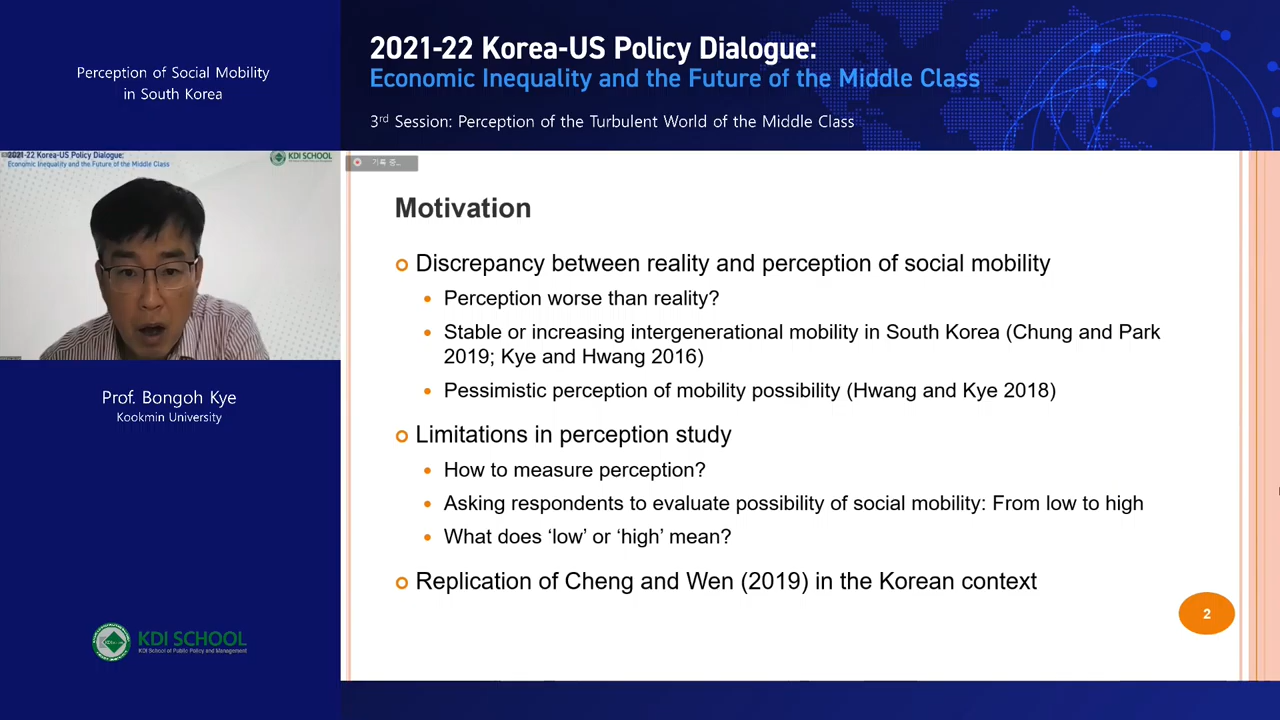 Perception of Social Mobility
in South Korea
2021-22 Korea-US Policy Dialogue:
Economic Inequality and the Future of the Middle Class
3rd Session: Perception of the Turbulent World of the Middle Class
2021-22 Korea-US Policy Dialogue:
Economic Inequality and the Future of the Middle Class
KDI SCHOOL
Prof. Bongoh Kye
Kookmin University
KDI SCHOOL
KDI School of Public Policy and Management
기록 중...
Motivation
Discrepancy between reality and perception of social mobility
Perception worse than reality?
Stable or increasing intergenerational mobility in South Korea (Chung and Park
2019; Kye and Hwang 2016)
Pessimistic perception of mobility possibility (Hwang and Kye 2018)
Limitations in perception study
How to measure perception?
Asking respondents to evaluate possibility of social mobility: From low to high
What does ‘low’ or ‘high’ mean?
Replication of Cheng and Wen (2019) in the Korean context
2